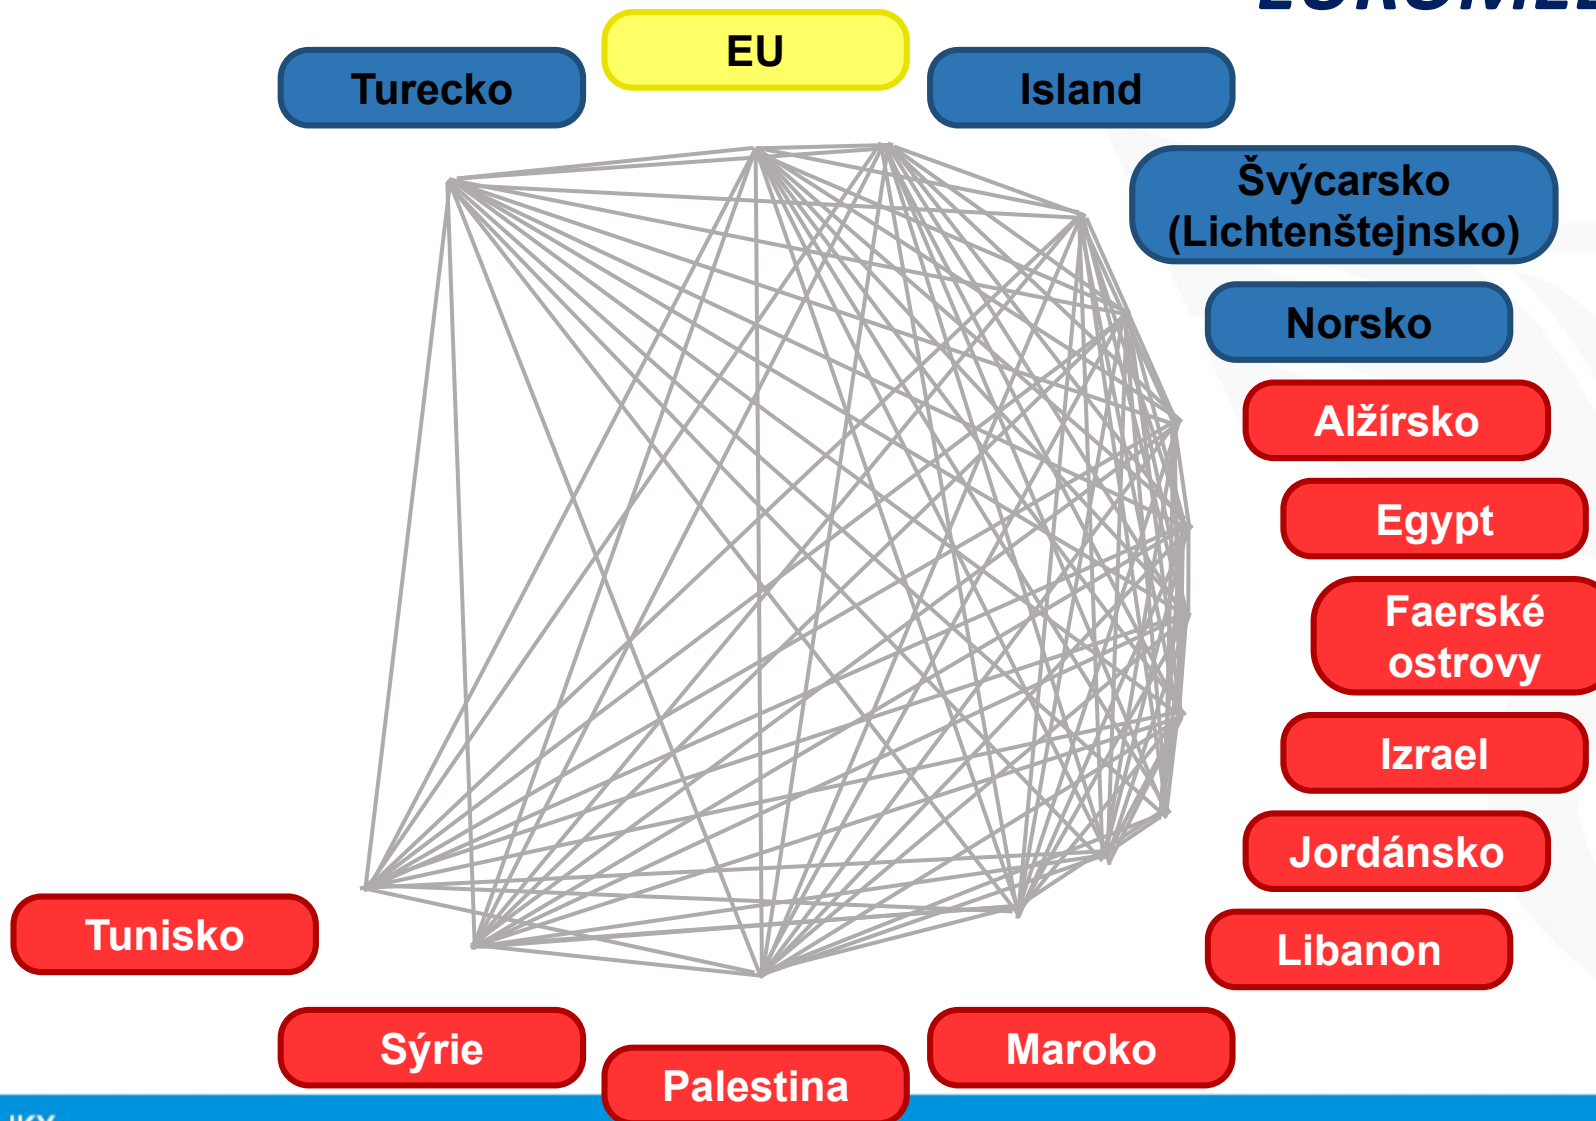 EU
Turecko
Island
Švýcarsko
(Lichtenštejnsko)
Norsko
Alžírsko
Egypt
Faerské
ostrovy
Izrael
Jordánsko
Tunisko
Libanon
Sýrie
Maroko
Palestina